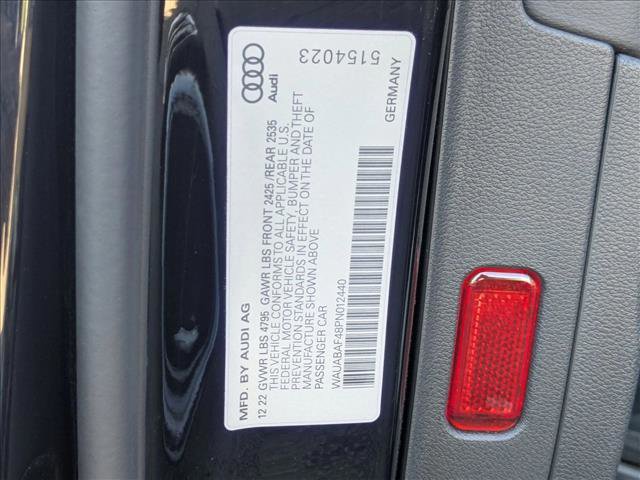 MFD. BY AUDI AG
12 22 GVWR LBS 4795 GAWR LBS FRONT 2425 /REAR 2535
THIS VEHICLE CONFORMS TO ALL APPLICABLE U.S.
FEDERAL MOTOR VEHICLE SAFETY, BUMPER AND THEFT
PREVENTION STANDARDS IN EFFECT ON THE DATE OF
MANUFACTURE SHOWN ABOVE
PASSENGER CAR
WAUABAF48PN012440
Audi
5154023
GERMANY